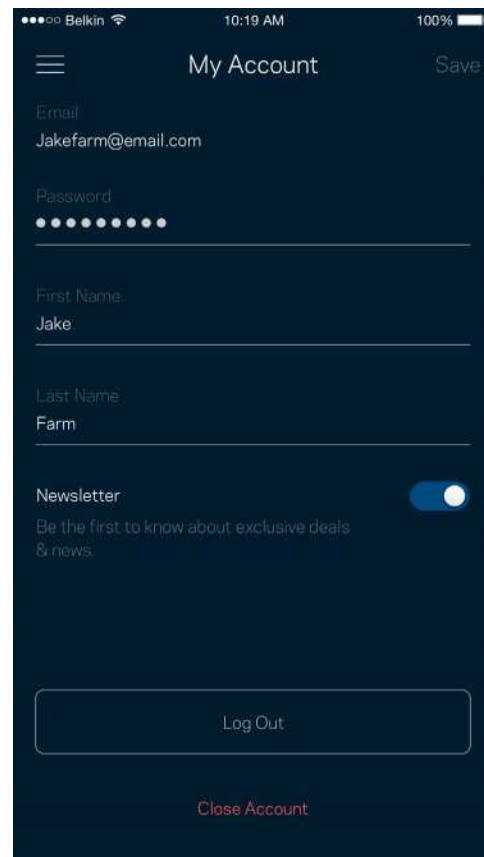 Belkin 10:19 AM 100%
My Account Save
Email
Jakefarm@email.com
Password
First Name
Jake
Last Name
Farm
Newsletter
Be the first to know about exclusive deals
& news.
Log Out
Close Account